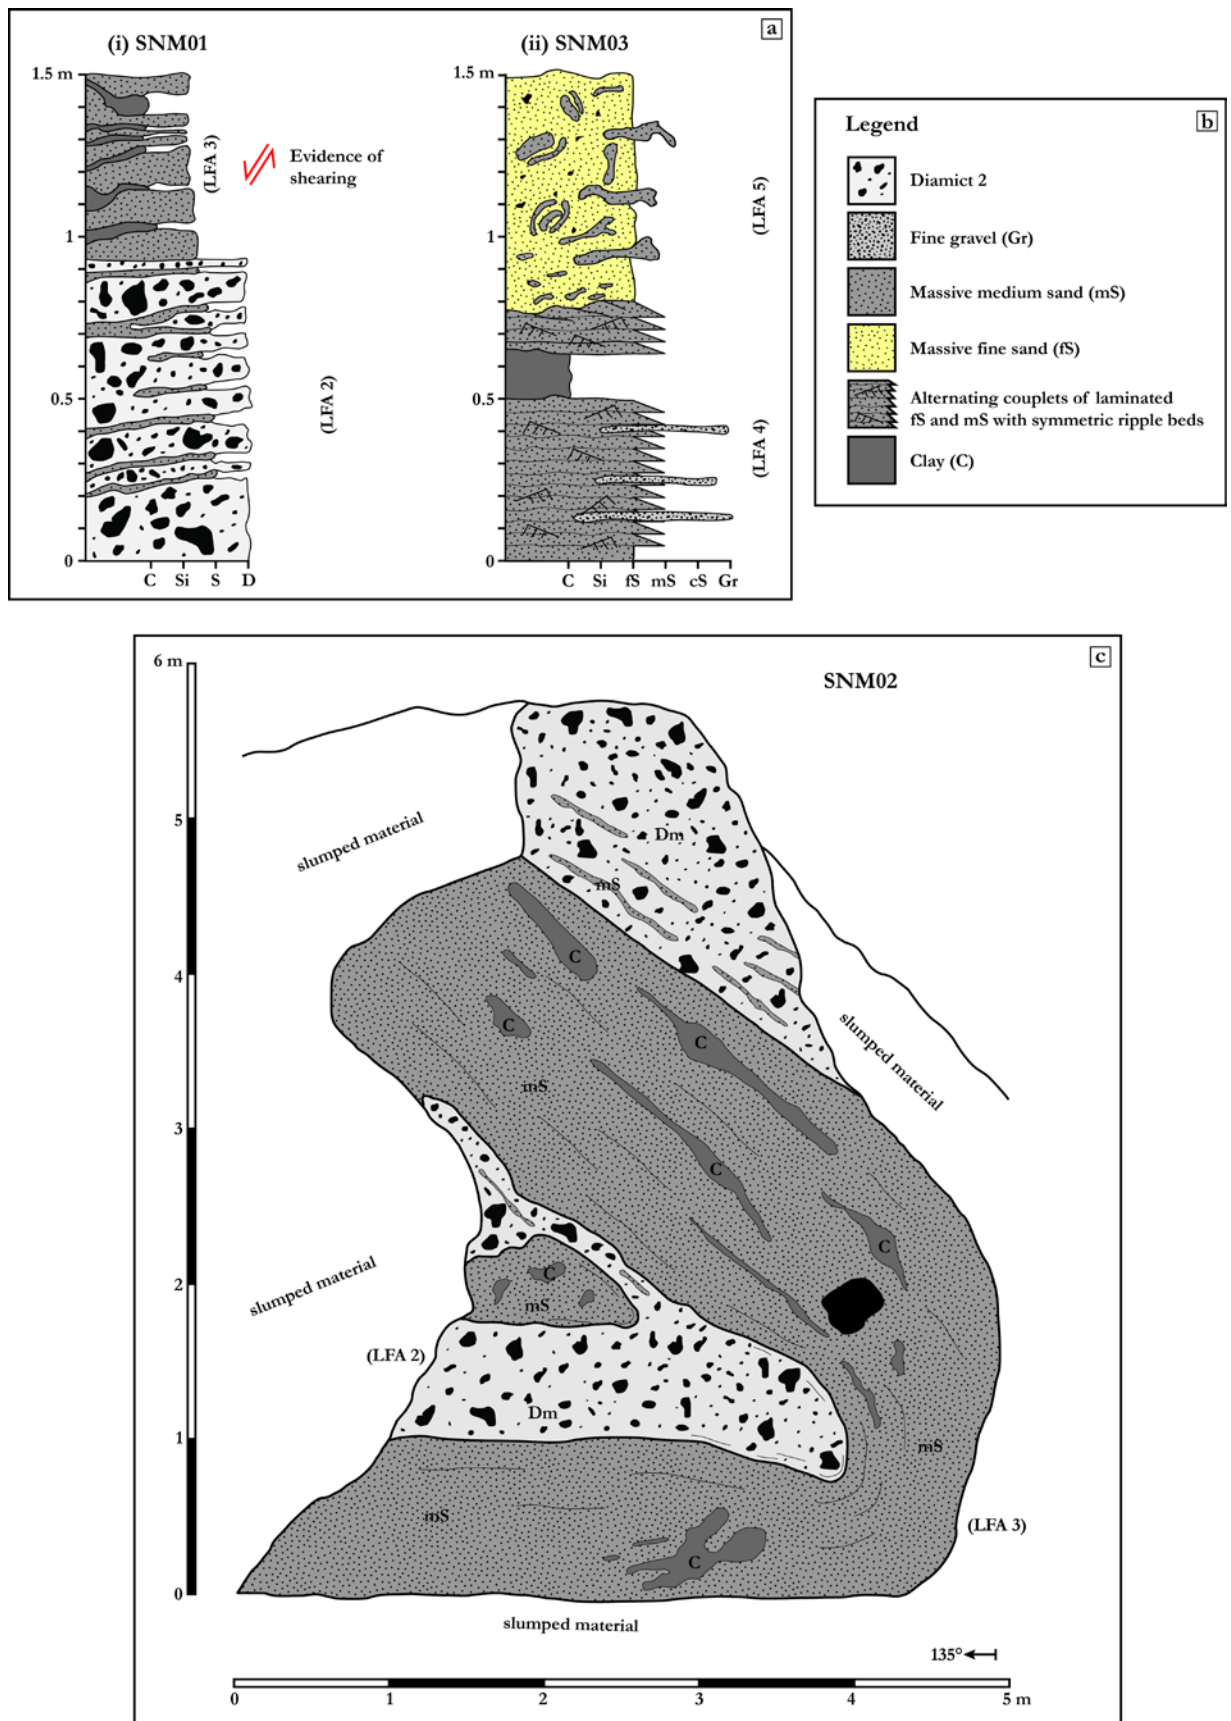 a
(i) SNM01
(ii) SNM03
1.5 m
1
0.5
0
C Si S D
(LFA 3)
(LFA 2)
Evidence of
shearing
1.5 m
1
0.5
0
C Si fS mS cS Gr
(LFA 5)
(LFA 4)
b
Legend
Diamict 2
Fine gravel (Gr)
Massive medium sand (mS)
Massive fine sand (fS)
Alternating couplets of laminated
fS and mS with symmetric ripple beds
Clay (C)
c
SNM02
6 m
5
4
3
2
1
0
slumped material
Dm
mS
C
C
C
slumped material
mS
C
C
C
mS
slumped material
(LFA 2)
Dm
mS
mS
C
(LFA 3)
slumped material
135°
0 1 2 3 4 5 m